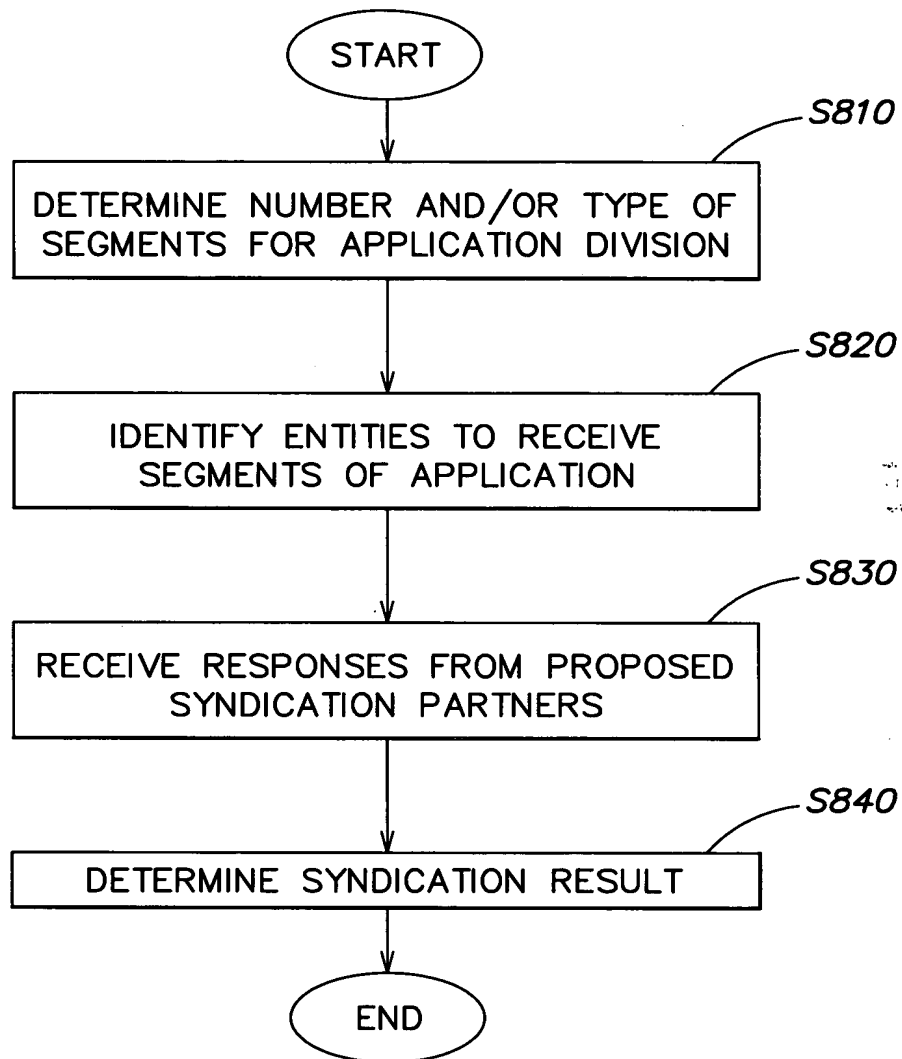 START
S810
DETERMINE NUMBER AND/OR TYPE OF
SEGMENTS FOR APPLICATION DIVISION
S820
IDENTIFY ENTITIES TO RECEIVE
SEGMENTS OF APPLICATION
S830
RECEIVE RESPONSES FROM PROPOSED
SYNDICATION PARTNERS
S840
DETERMINE SYNDICATION RESULT
END